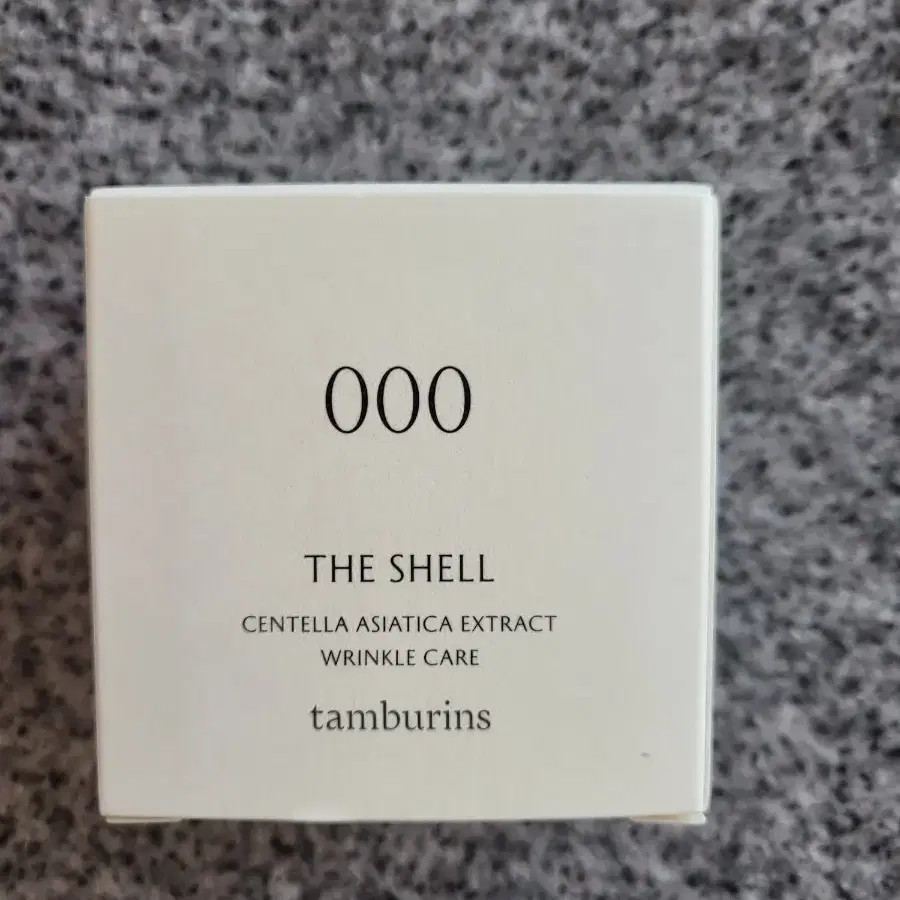 000
THE SHELL
CENTELLA ASIATICA EXTRACT
WRINKLE CARE
tamburins